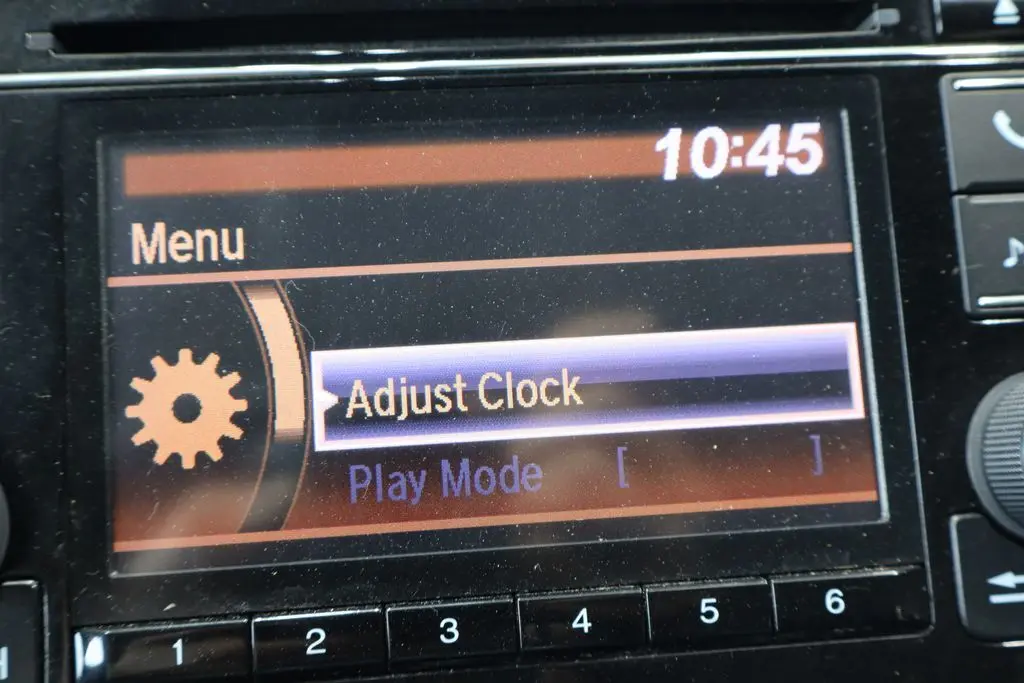 10:45
Menu
Adjust Clock
Play Mode [ ]
1 2 3 4 5 6